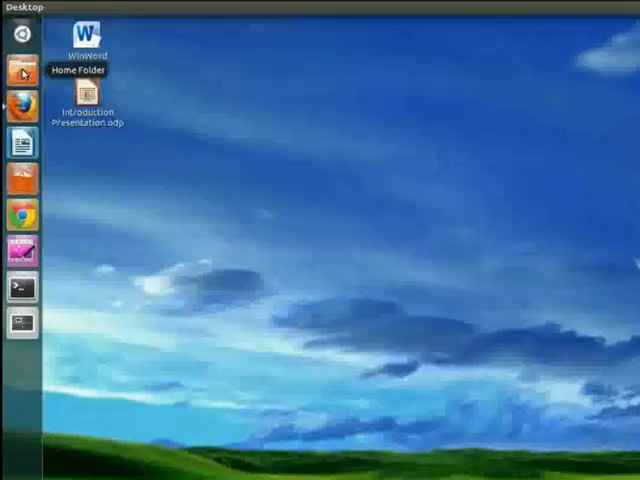 Desktop
WinWord
Home Folder
Introduction
Presentation.odp